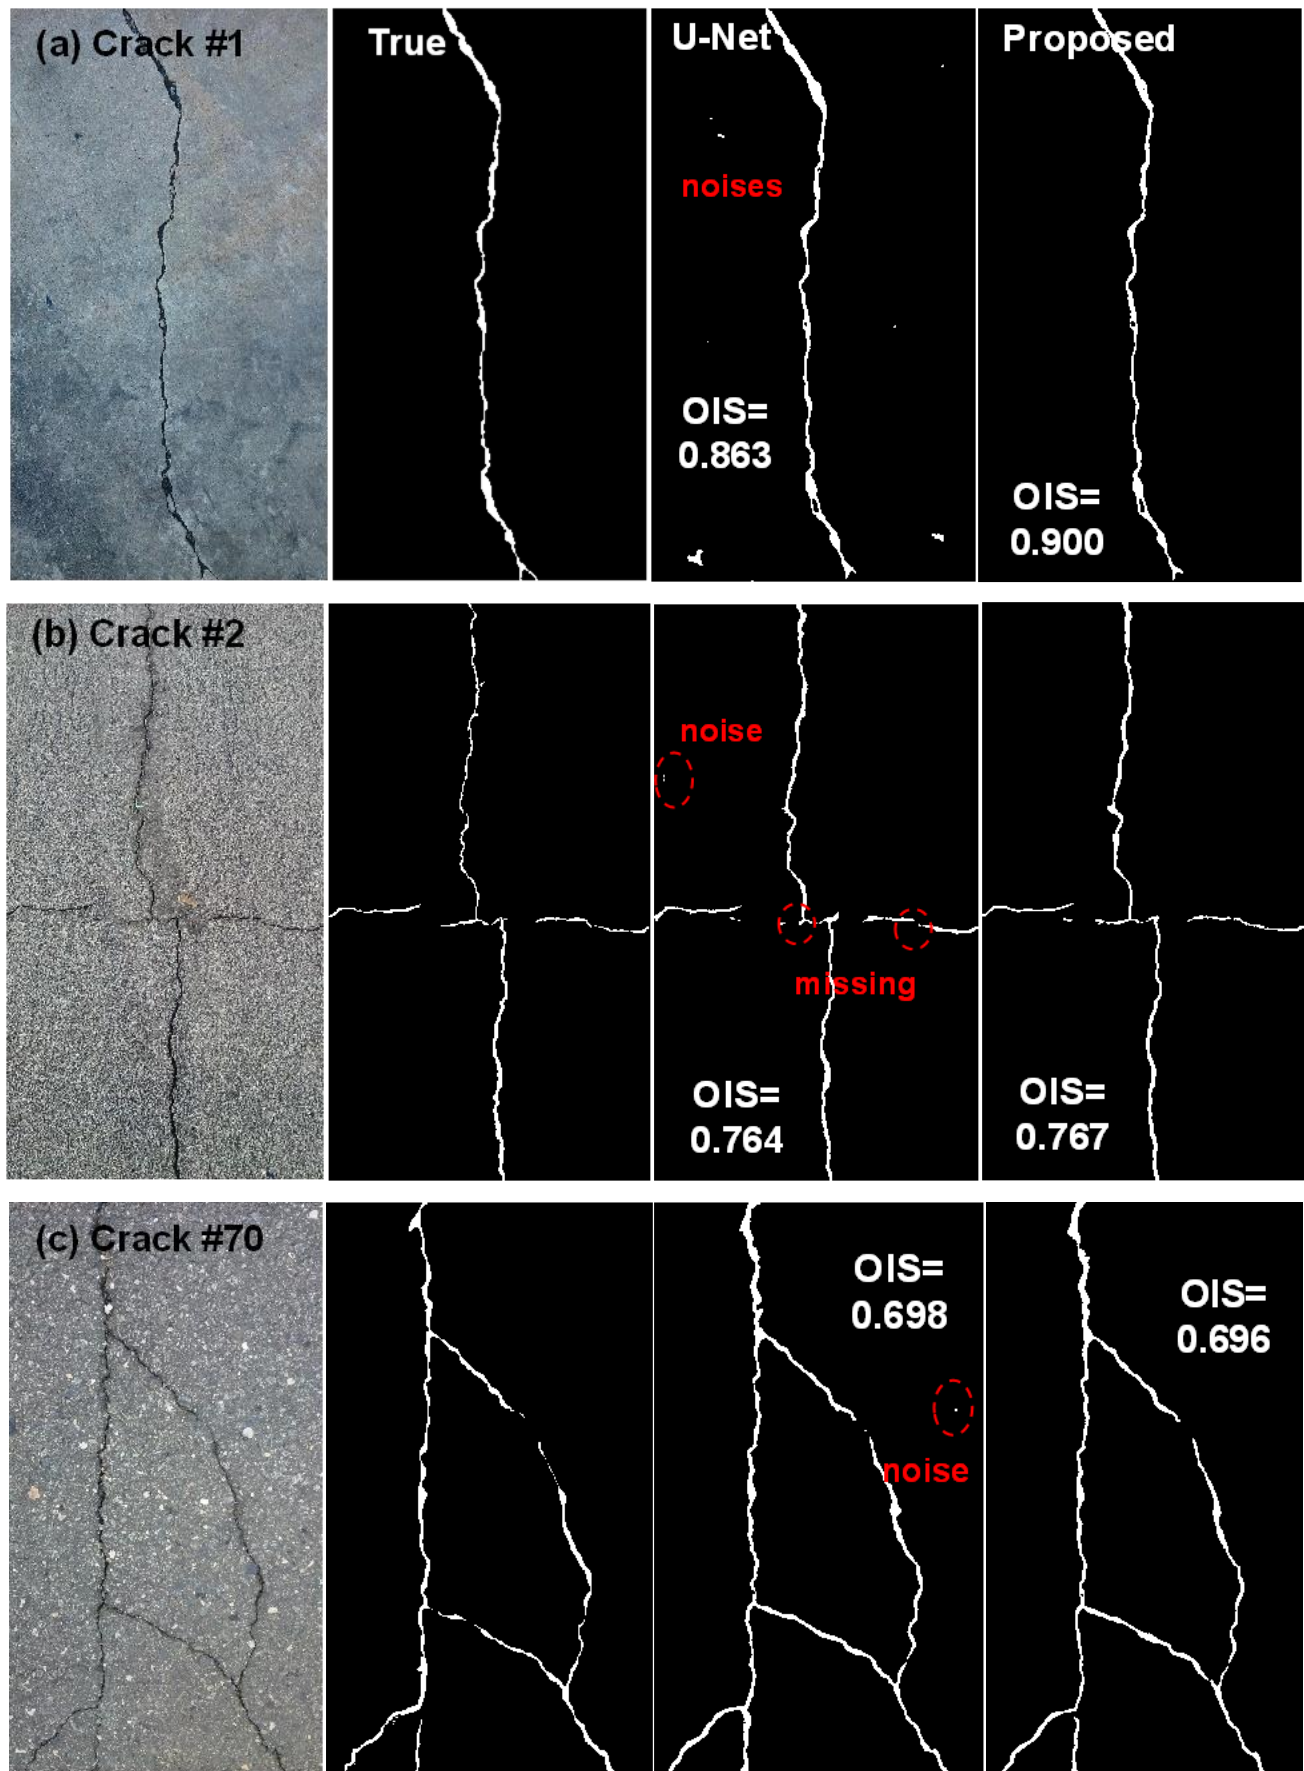 (a) Crack #1
True
U-Net
Proposed
noises
OIS=
0.863
OIS=
0.900
(b) Crack #2
noise
missing
OIS=
0.764
OIS=
0.767
(c) Crack #70
OIS=
0.698
OIS=
0.696
noise